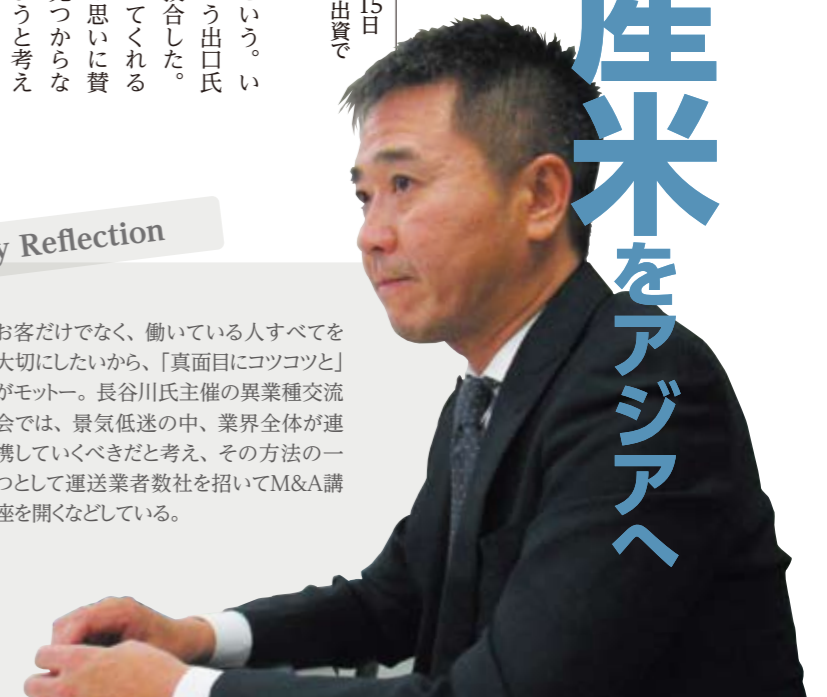 産米をアジアへ
15日
出資で
いう。い
う出口氏
投合した。
てくれる
思いに賛
見つからな
うと考え
y Reflection
お客だけでなく、働いている人すべてを
大切にしたいから、「真面目にコツコツと」
がモットー。長谷川氏主催の異業種交流
会では、景気低迷の中、業界全体が連
携していくべきだと考え、その方法の一
つとして運送業者数社を招いてM&A講
座を開くなどしている。